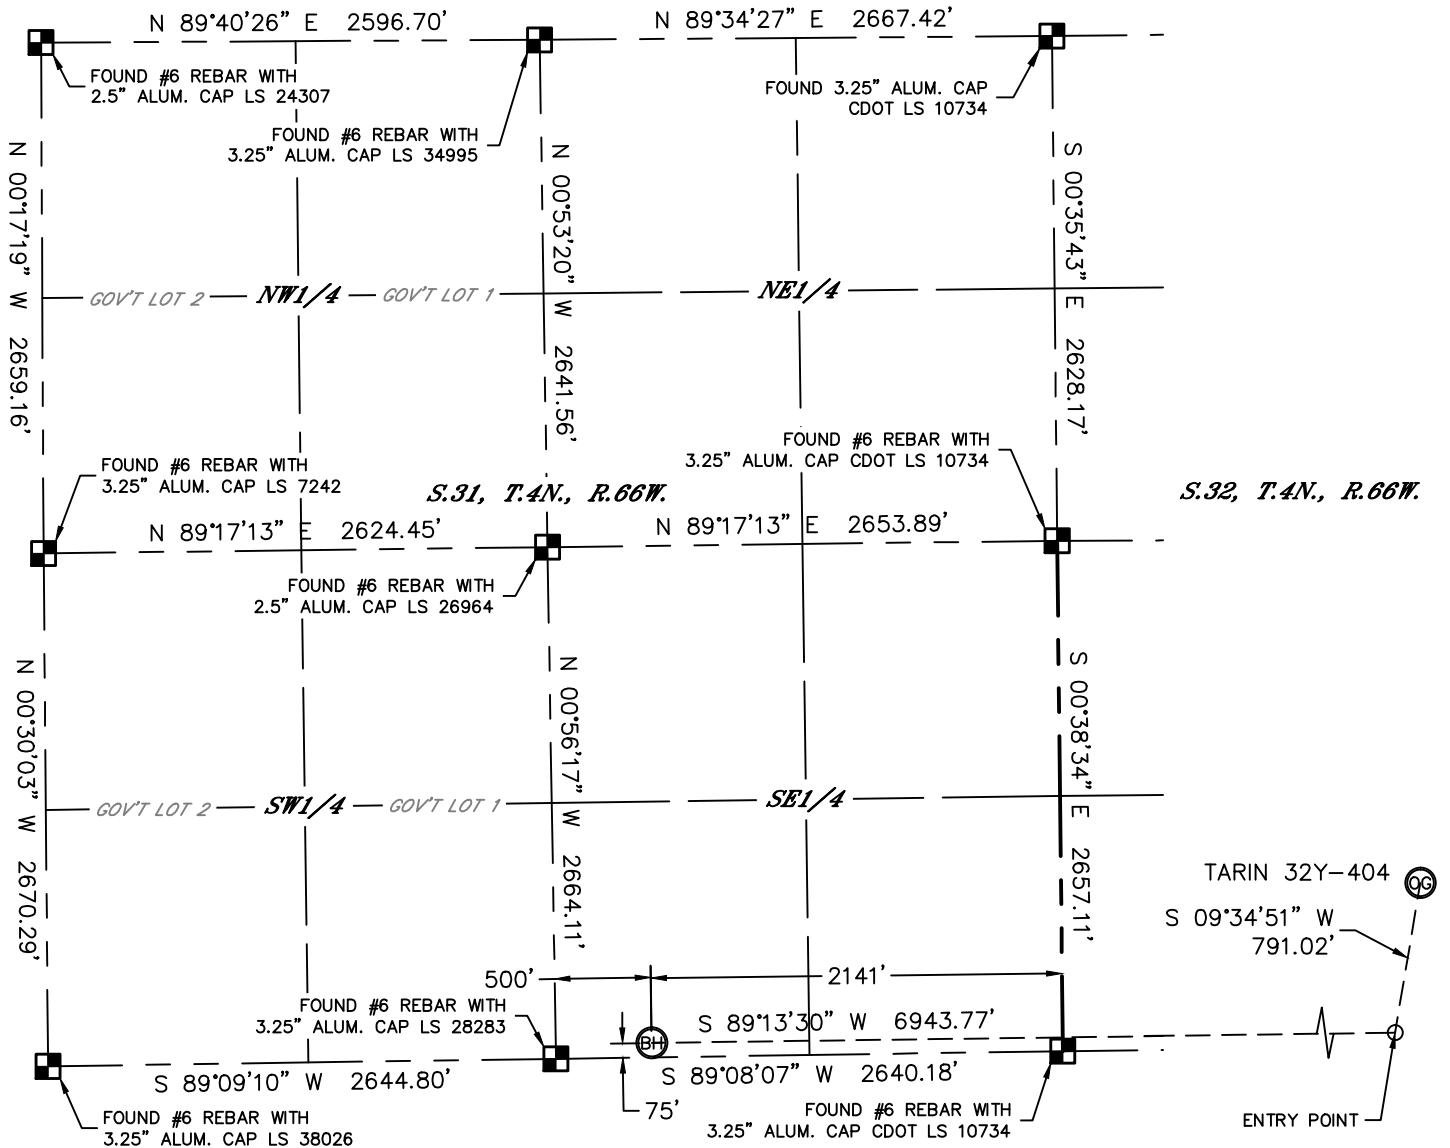 N 89°40'26" E 2596.70'
N 89°34'27" E 2667.42'
FOUND #6 REBAR WITH
2.5" ALUM. CAP LS 24307
FOUND 3.25" ALUM. CAP
CDOT LS 10734
FOUND #6 REBAR WITH
3.25" ALUM. CAP LS 34995
N 00°17'19" W 2659.16'
N 00°53'20" W 2641.56'
S 00°35'43" E 2628.17'
GOV'T LOT 2
NW1/4
GOV'T LOT 1
NE1/4
FOUND #6 REBAR WITH
3.25" ALUM. CAP CDOT LS 10734
FOUND #6 REBAR WITH
3.25" ALUM. CAP LS 7242
S.31, T.4N., R.66W.
S.32, T.4N., R.66W.
N 89°17'13" E 2624.45'
N 89°17'13" E 2653.89'
FOUND #6 REBAR WITH
2.5" ALUM. CAP LS 26964
N 00°30'03" W 2670.29'
N 00°56'17" W 2664.11'
S 00°38'34" E 2657.11'
GOV'T LOT 2
SW1/4
GOV'T LOT 1
SE1/4
TARIN 32Y-404
OG
S 09°34'51" W
791.02'
500'
2141'
FOUND #6 REBAR WITH
3.25" ALUM. CAP LS 28283
BH
S 89°13'30" W 6943.77'
S 89°09'10" W 2644.80'
S 89°08'07" W 2640.18'
75'
FOUND #6 REBAR WITH
3.25" ALUM. CAP LS 38026
FOUND #6 REBAR WITH
3.25" ALUM. CAP CDOT LS 10734
ENTRY POINT